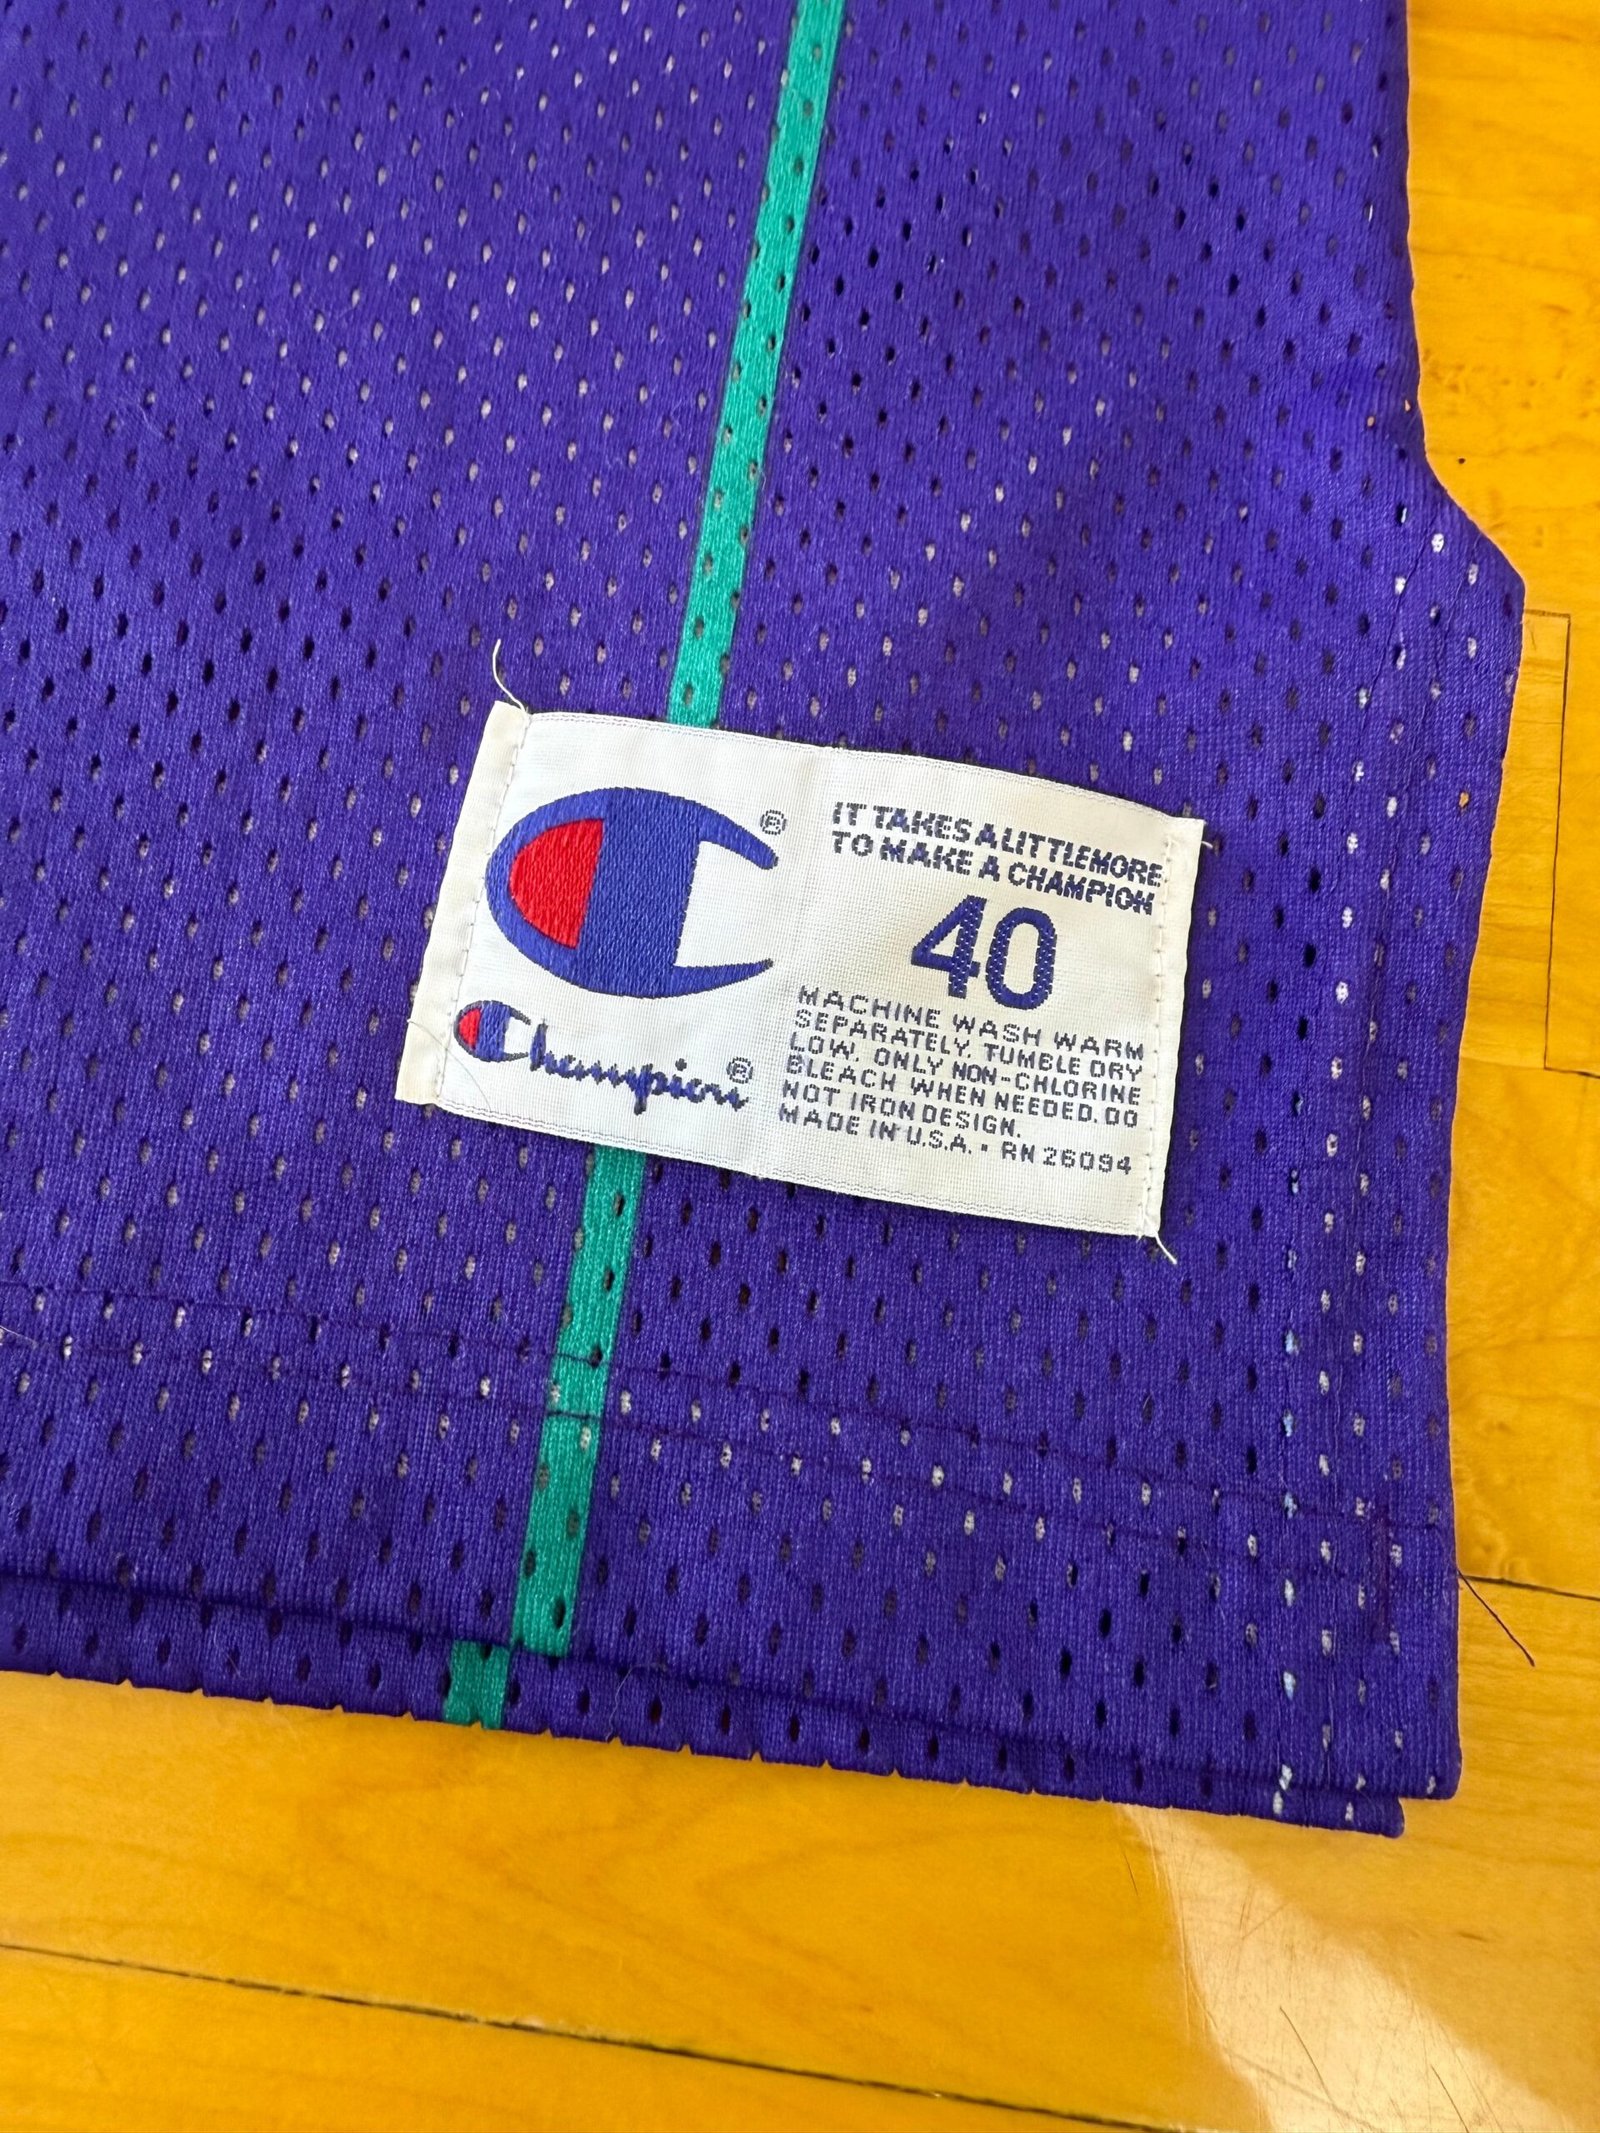 ®
Champion®
IT TAKES A LITTLE MORE
TO MAKE A CHAMPION
40
MACHINE WASH WARM
SEPARATELY. TUMBLE DRY
LOW. ONLY NON-CHLORINE
BLEACH WHEN NEEDED. DO
NOT IRON DESIGN.
MADE IN U.S.A. • RN 26094